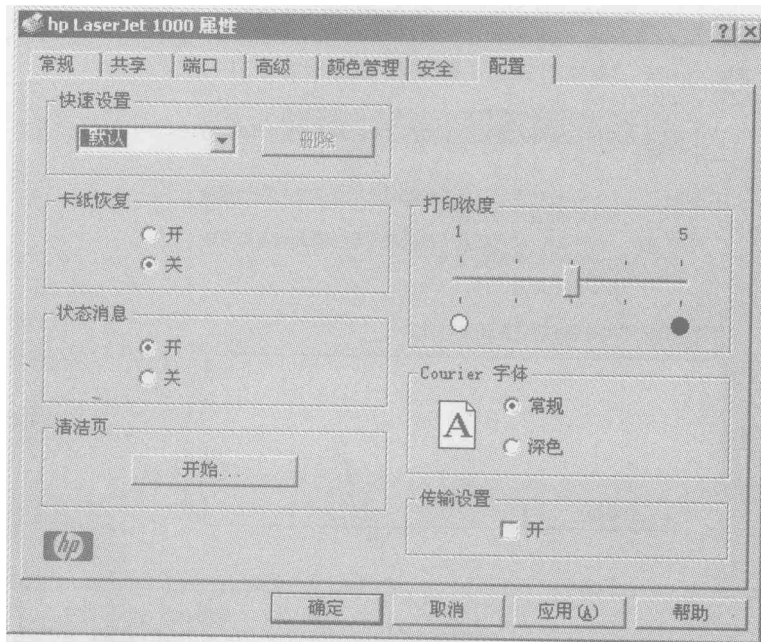 hp LaserJet 1000 属性
常规 共享 端口 高级 颜色管理 安全 配置
快速设置
默认 删除
卡纸恢复
开
关
状态消息
开
关
清洁页
开始...
打印浓度
1 5
Courier 字体
A
常规
深色
传输设置
开
hp
确定 取消 应用(A) 帮助